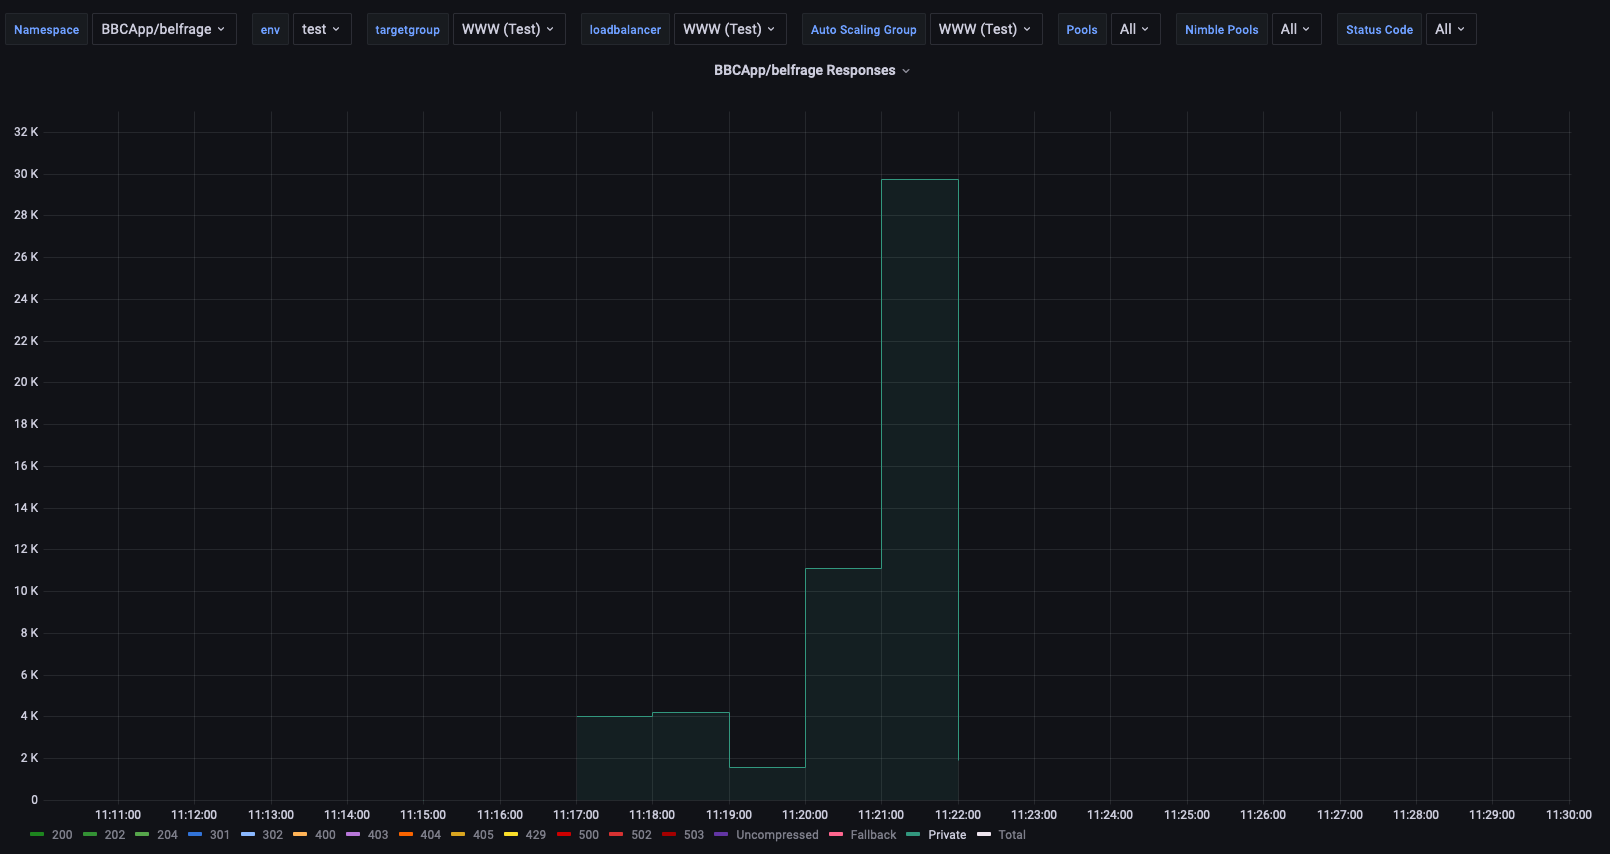 Namespace BBCApp/belfrage env test targetgroup WWW (Test) loadbalancer WWW (Test) Auto Scaling Group WWW (Test) Pools All Nimble Pools All Status Code All
BBCApp/belfrage Responses
32 K
30 K
28 K
26 K
24 K
22 K
20 K
18 K
16 K
14 K
12 K
10 K
8 K
6 K
4 K
2 K
0
11:11:00 11:12:00 11:13:00 11:14:00 11:15:00 11:16:00 11:17:00 11:18:00 11:19:00 11:20:00 11:21:00 11:22:00 11:23:00 11:24:00 11:25:00 11:26:00 11:27:00 11:28:00 11:29:00 11:30:00
200 202 204 301 302 400 403 404 405 429 500 502 503 Uncompressed Fallback Private Total